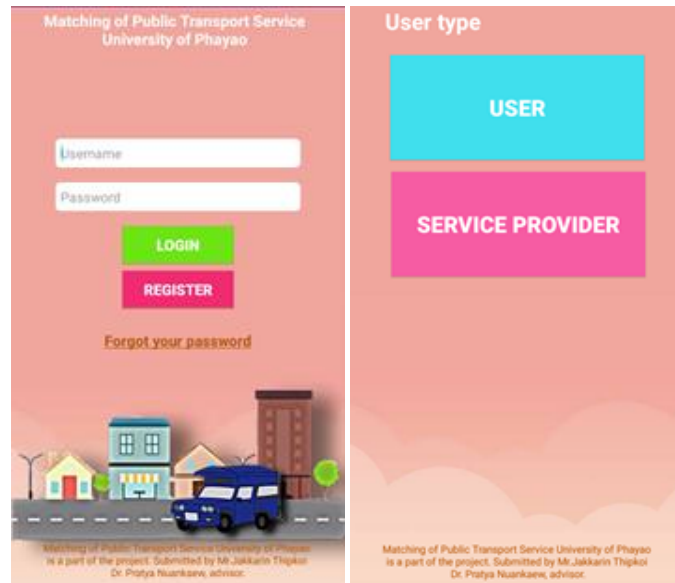 Matching of Public Transport Service
University of Phayao
Username
Password
LOGIN
REGISTER
Forgot your password
Matching of Public Transport Service University of Phayao
is a part of the project. Submitted by Mr.Jakkarin Thipkoi
Dr. Pratya Nuankaew, advisor.
User type
USER
SERVICE PROVIDER
Matching of Public Transport Service University of Phayao
is a part of the project. Submitted by Mr.Jakkarin Thipkoi
Dr. Pratya Nuankaew, advisor.